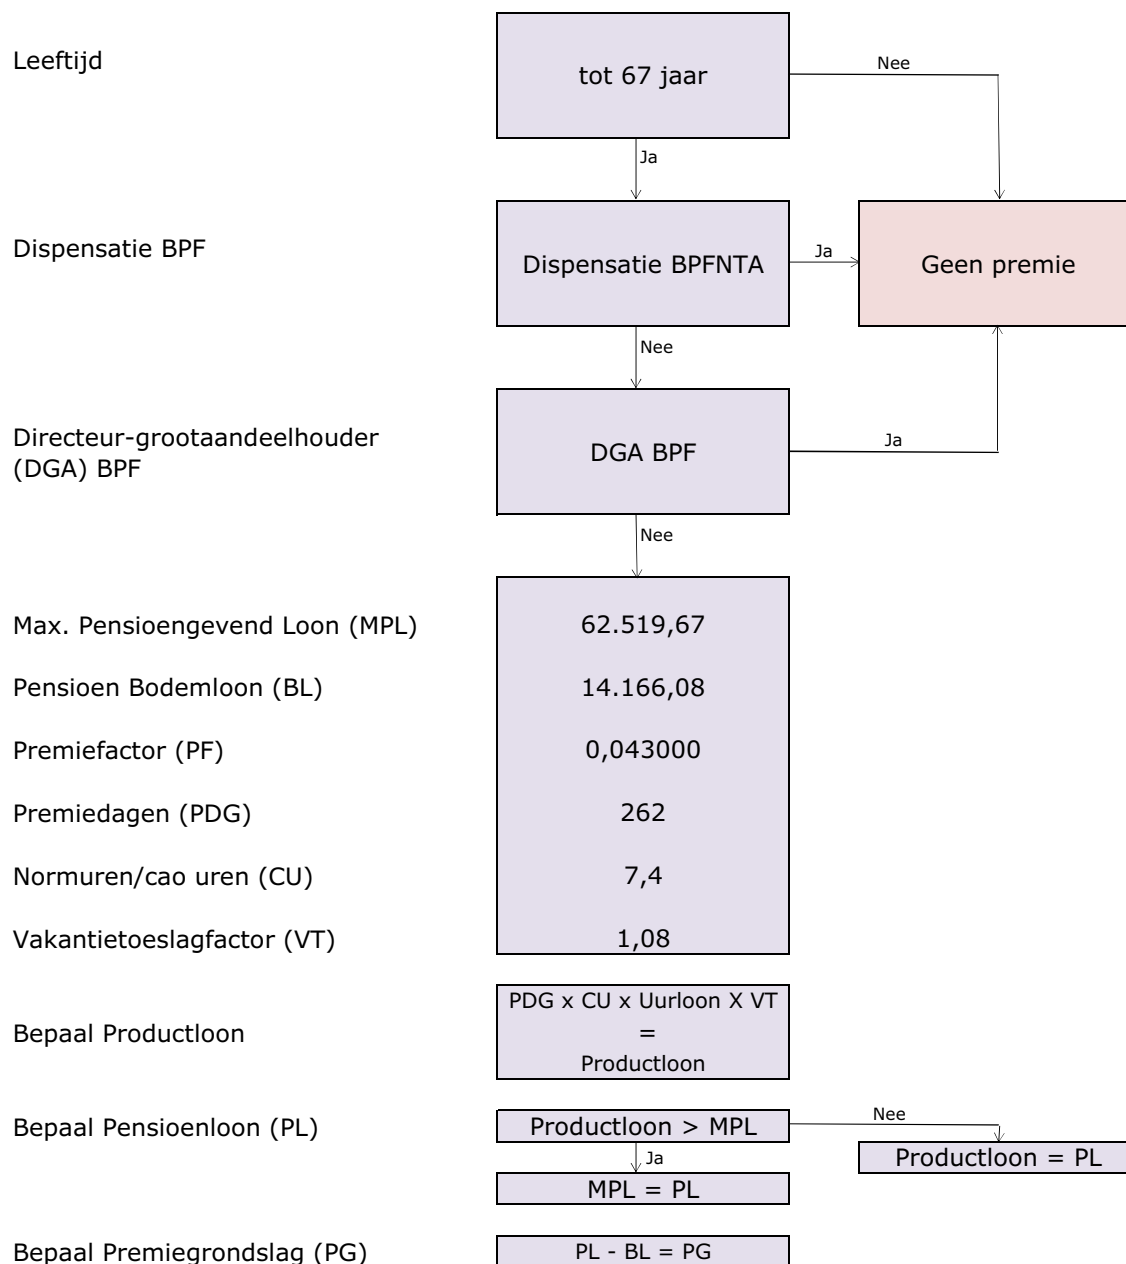 Leeftijd
tot 67 jaar
Nee
Ja
Dispensatie BPF
Dispensatie BPFNTA
Ja
Geen premie
Nee
Directeur-grootaandeelhouder
(DGA) BPF
DGA BPF
Ja
Nee
Max. Pensioengevend Loon (MPL)
62.519,67
Pensioen Bodemloon (BL)
14.166,08
Premiefactor (PF)
0,043000
Premiedagen (PDG)
262
Normuren/cao uren (CU)
7,4
Vakantietoeslagfactor (VT)
1,08
Bepaal Productloon
PDG x CU x Uurloon X VT
=
Productloon
Bepaal Pensioenloon (PL)
Productloon > MPL
Nee
Productloon = PL
Ja
MPL = PL
Bepaal Premiegrondslag (PG)
PL - BL = PG